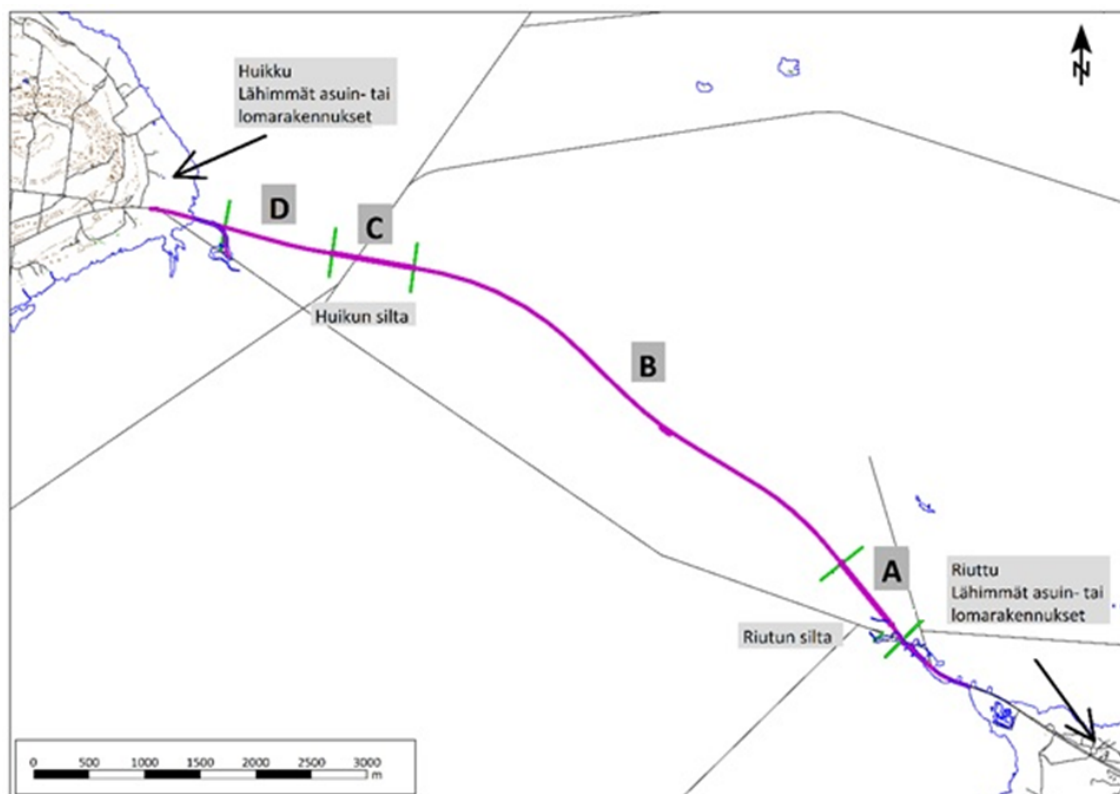 Huikku
Lähimmät asuin- tai
lomarakennukset
N
D
C
Huikun silta
B
A
Riuttu
Lähimmät asuin- tai
lomarakennukset
Riutun silta
0 500 1000 1500 2000 2500 3000
m